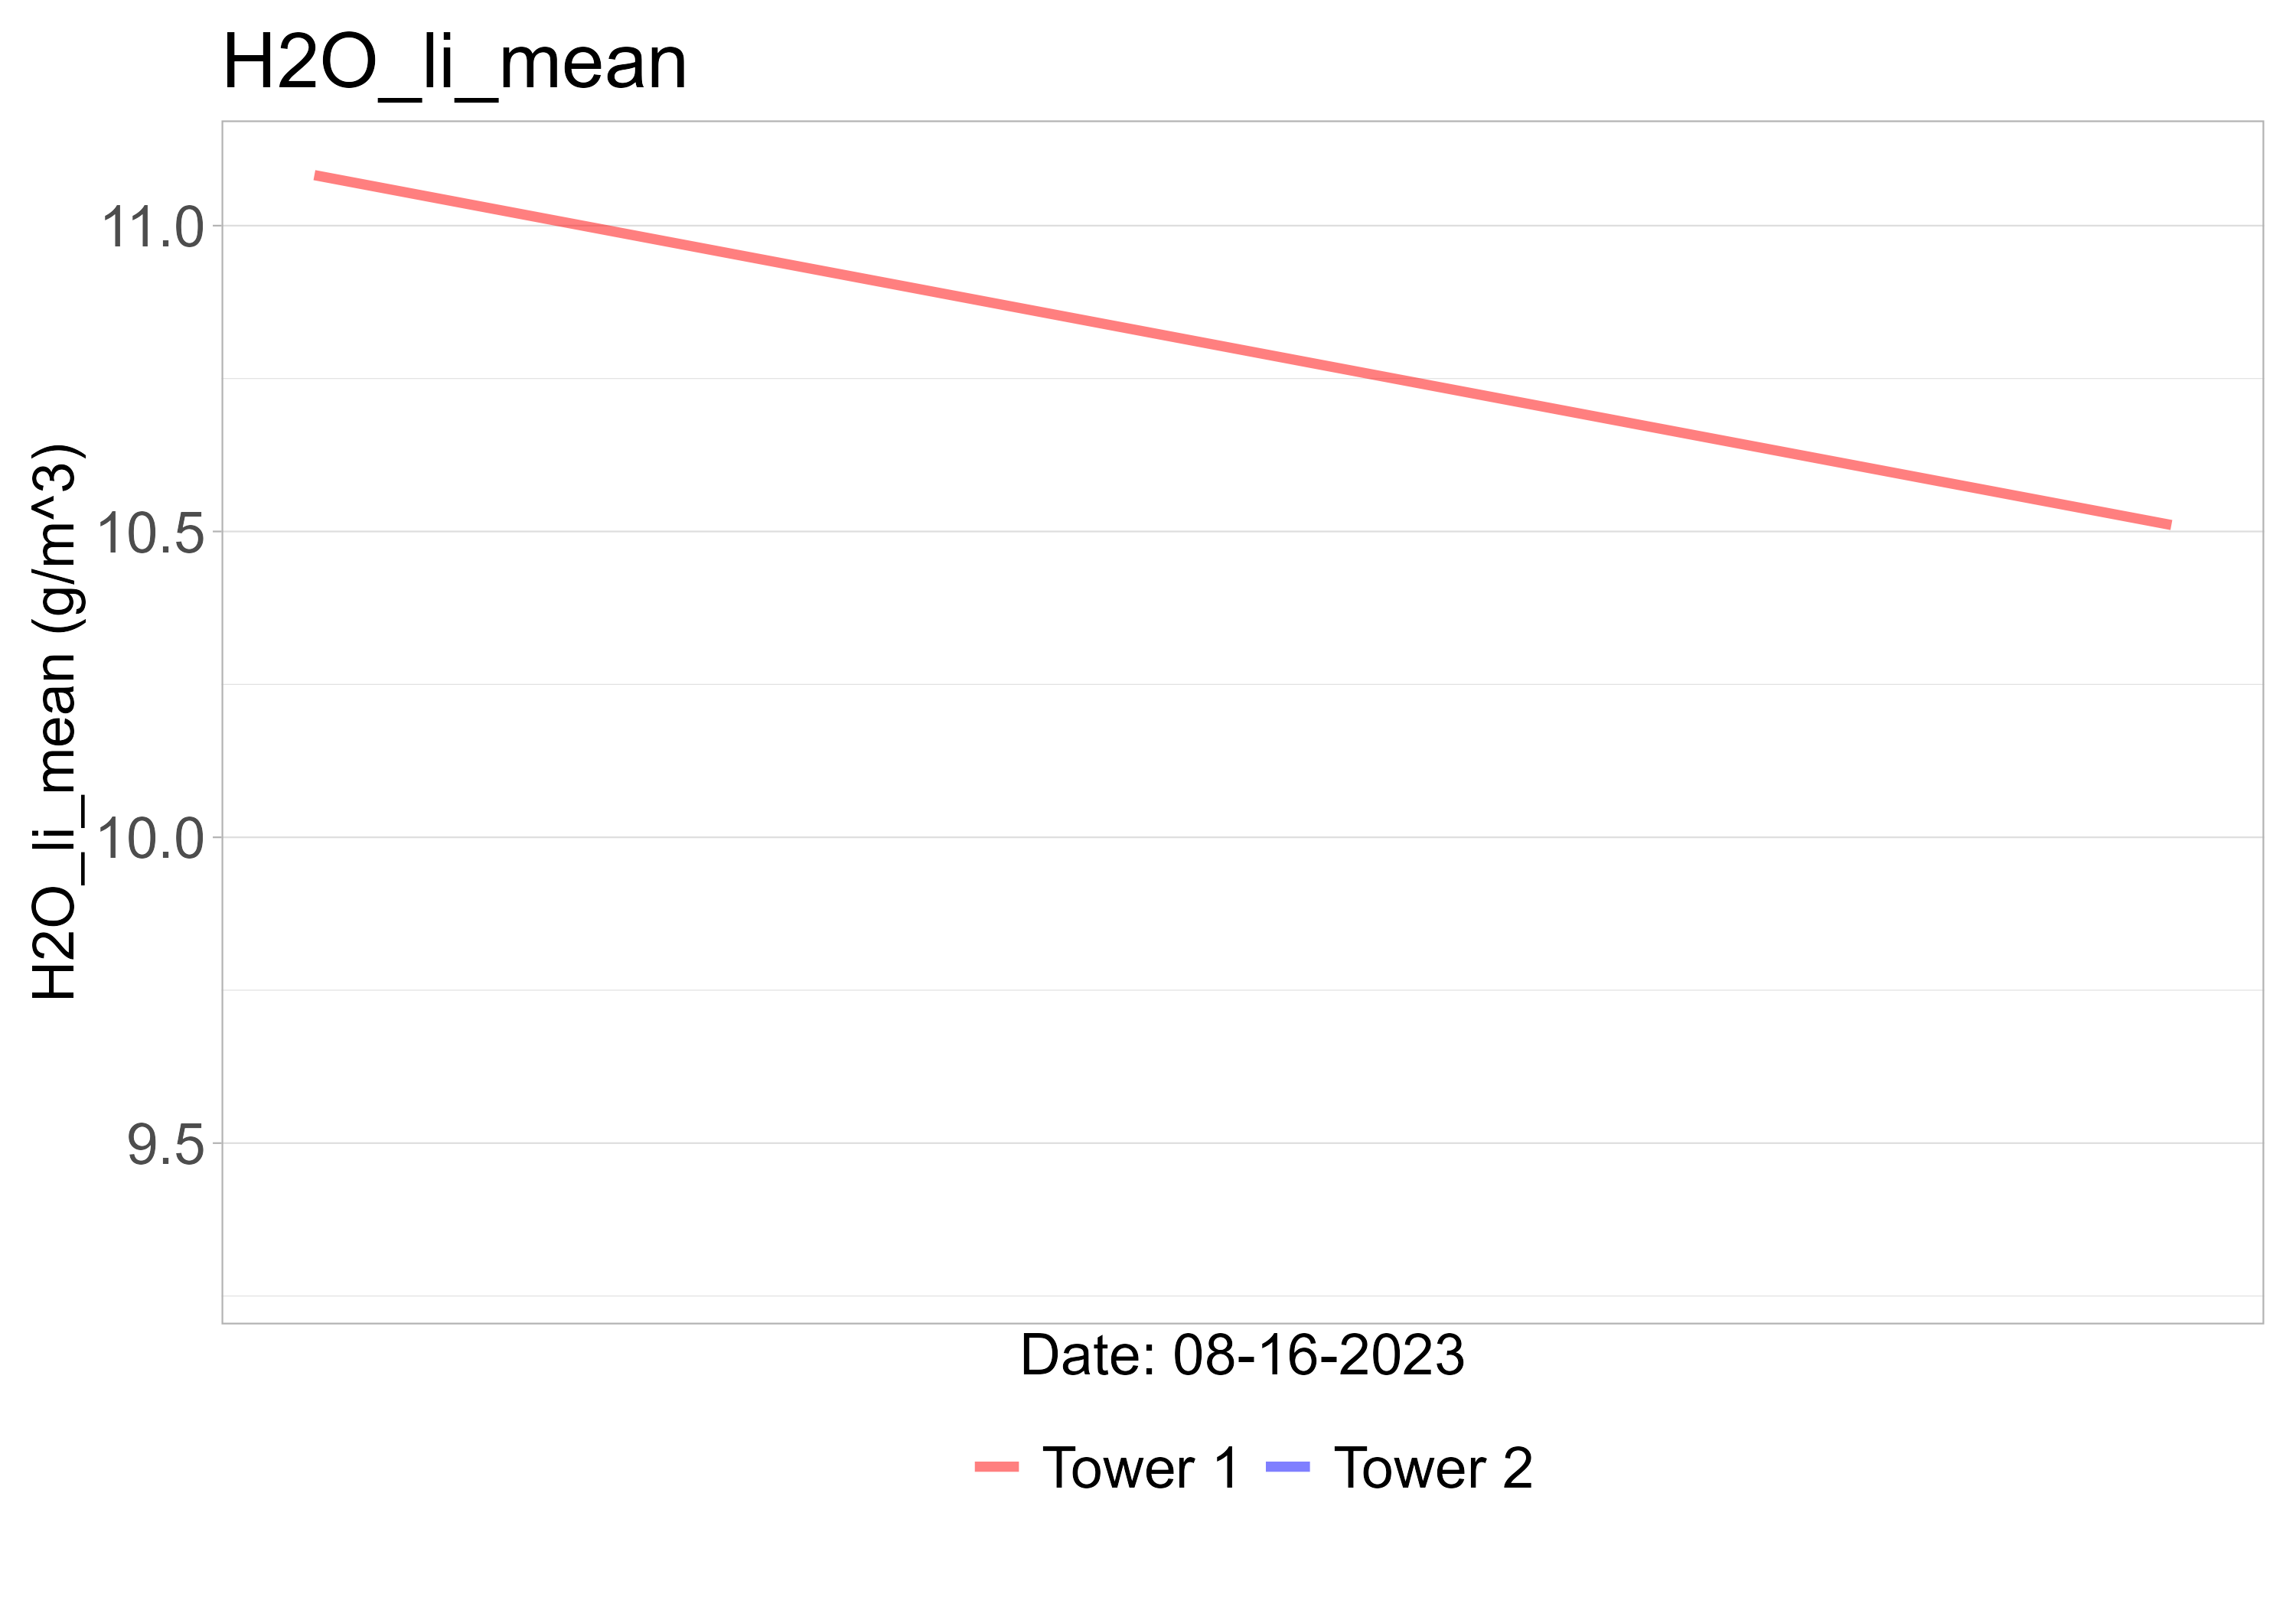 H2O_li_mean
H2O_li_mean (g/m^3)
11.0
10.5
10.0
9.5
Date: 08-16-2023
Tower 1 Tower 2